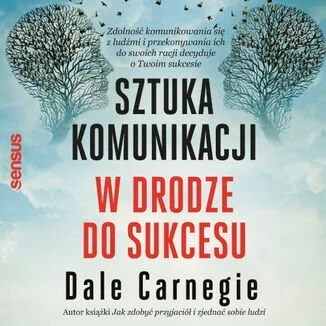 Zdolność komunikowania się
z ludźmi i przekonywania ich
do swoich racji decyduje
o Twoim sukcesie
SZTUKA
KOMUNIKACJI
W DRODZE
DO SUKCESU
Dale Carnegie
Autor książki Jak zdobyć przyjaciół i zjednać sobie ludzi
sensus